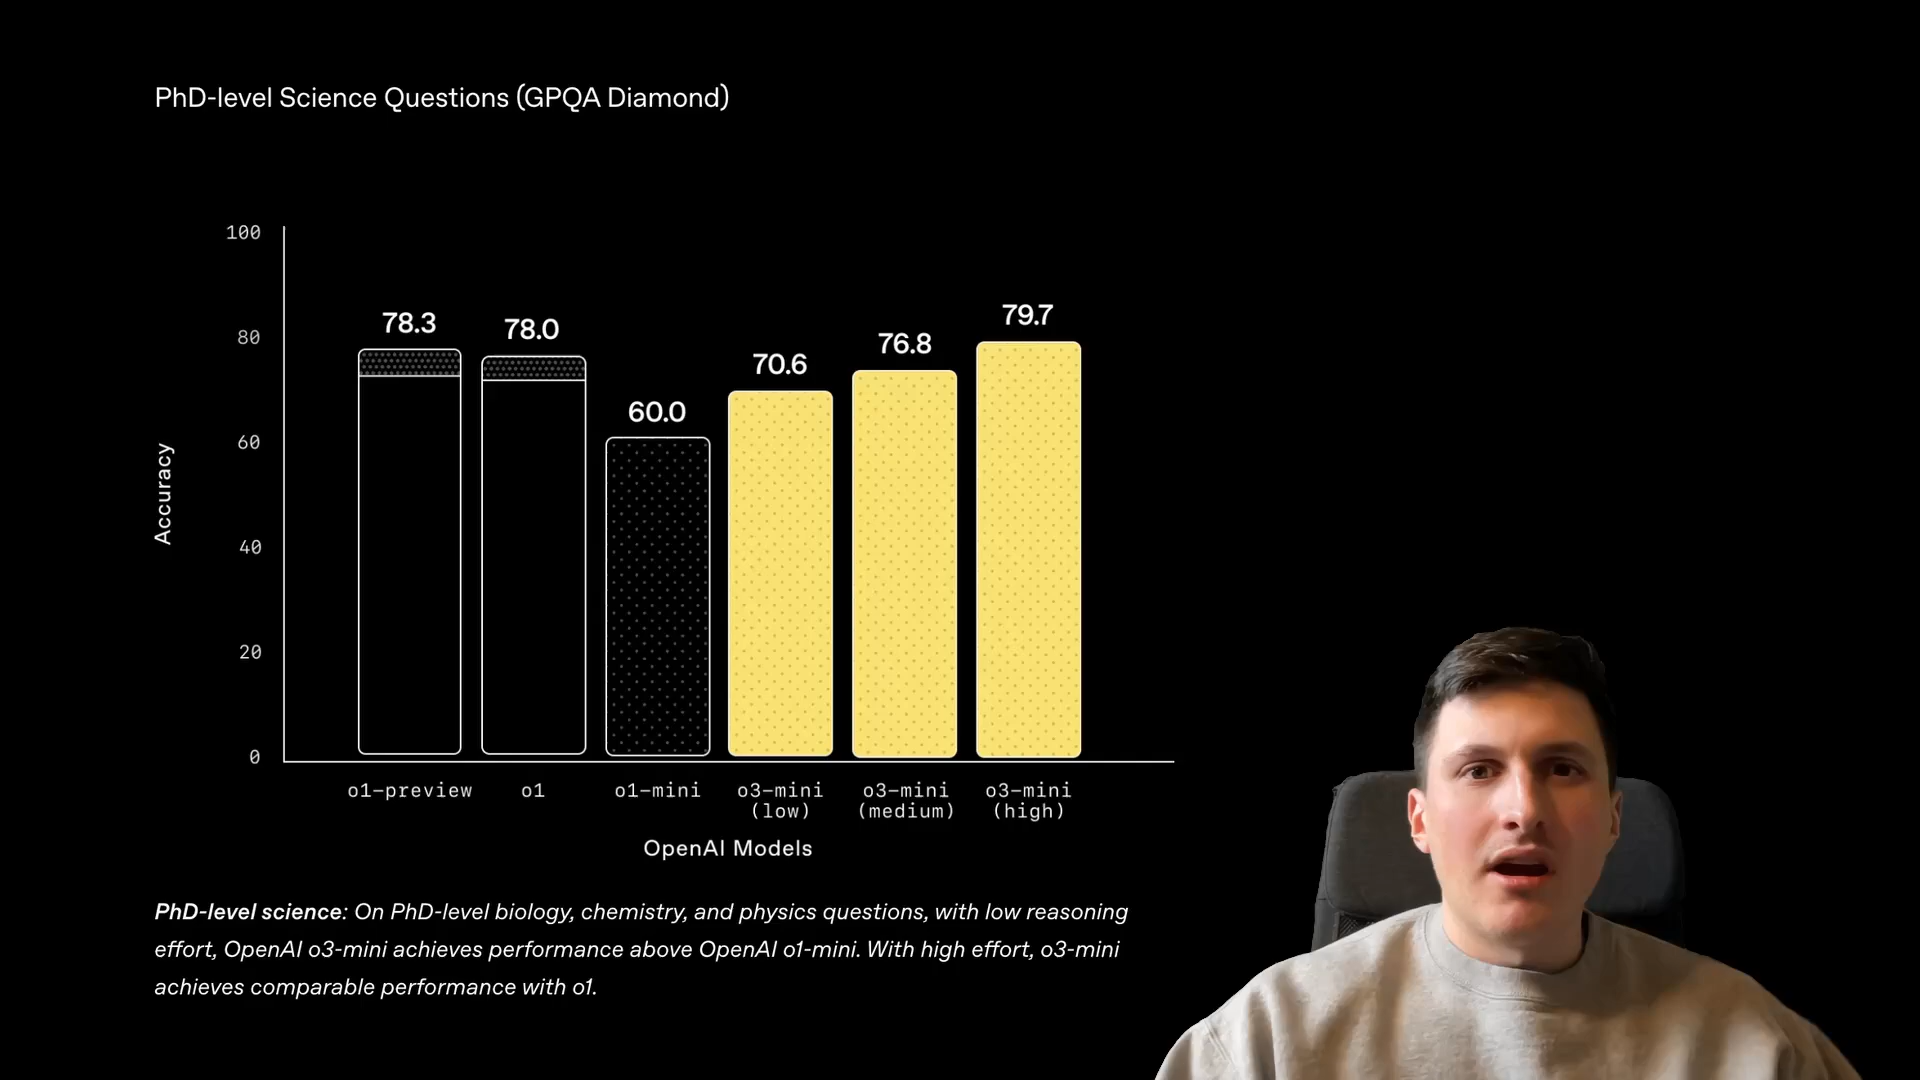 PhD-level Science Questions (GPQA Diamond)
100
80
60
40
20
0
Accuracy
78.3
78.0
60.0
70.6
76.8
79.7
o1-preview
o1
o1-mini
o3-mini
(low)
o3-mini
(medium)
o3-mini
(high)
OpenAI Models
PhD-level science: On PhD-level biology, chemistry, and physics questions, with low reasoning
effort, OpenAI o3-mini achieves performance above OpenAI o1-mini. With high effort, o3-mini
achieves comparable performance with o1.